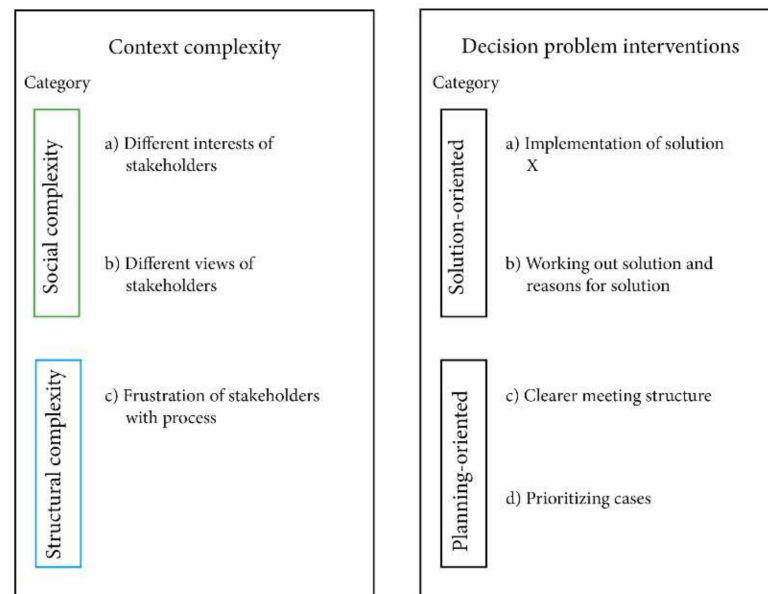 Context complexity
Category
Social complexity
a) Different interests of
stakeholders
b) Different views of
stakeholders
Structural complexity
c) Frustration of stakeholders
with process
Decision problem interventions
Category
Solution-oriented
a) Implementation of solution
X
b) Working out solution and
reasons for solution
Planning-oriented
c) Clearer meeting structure
d) Prioritizing cases